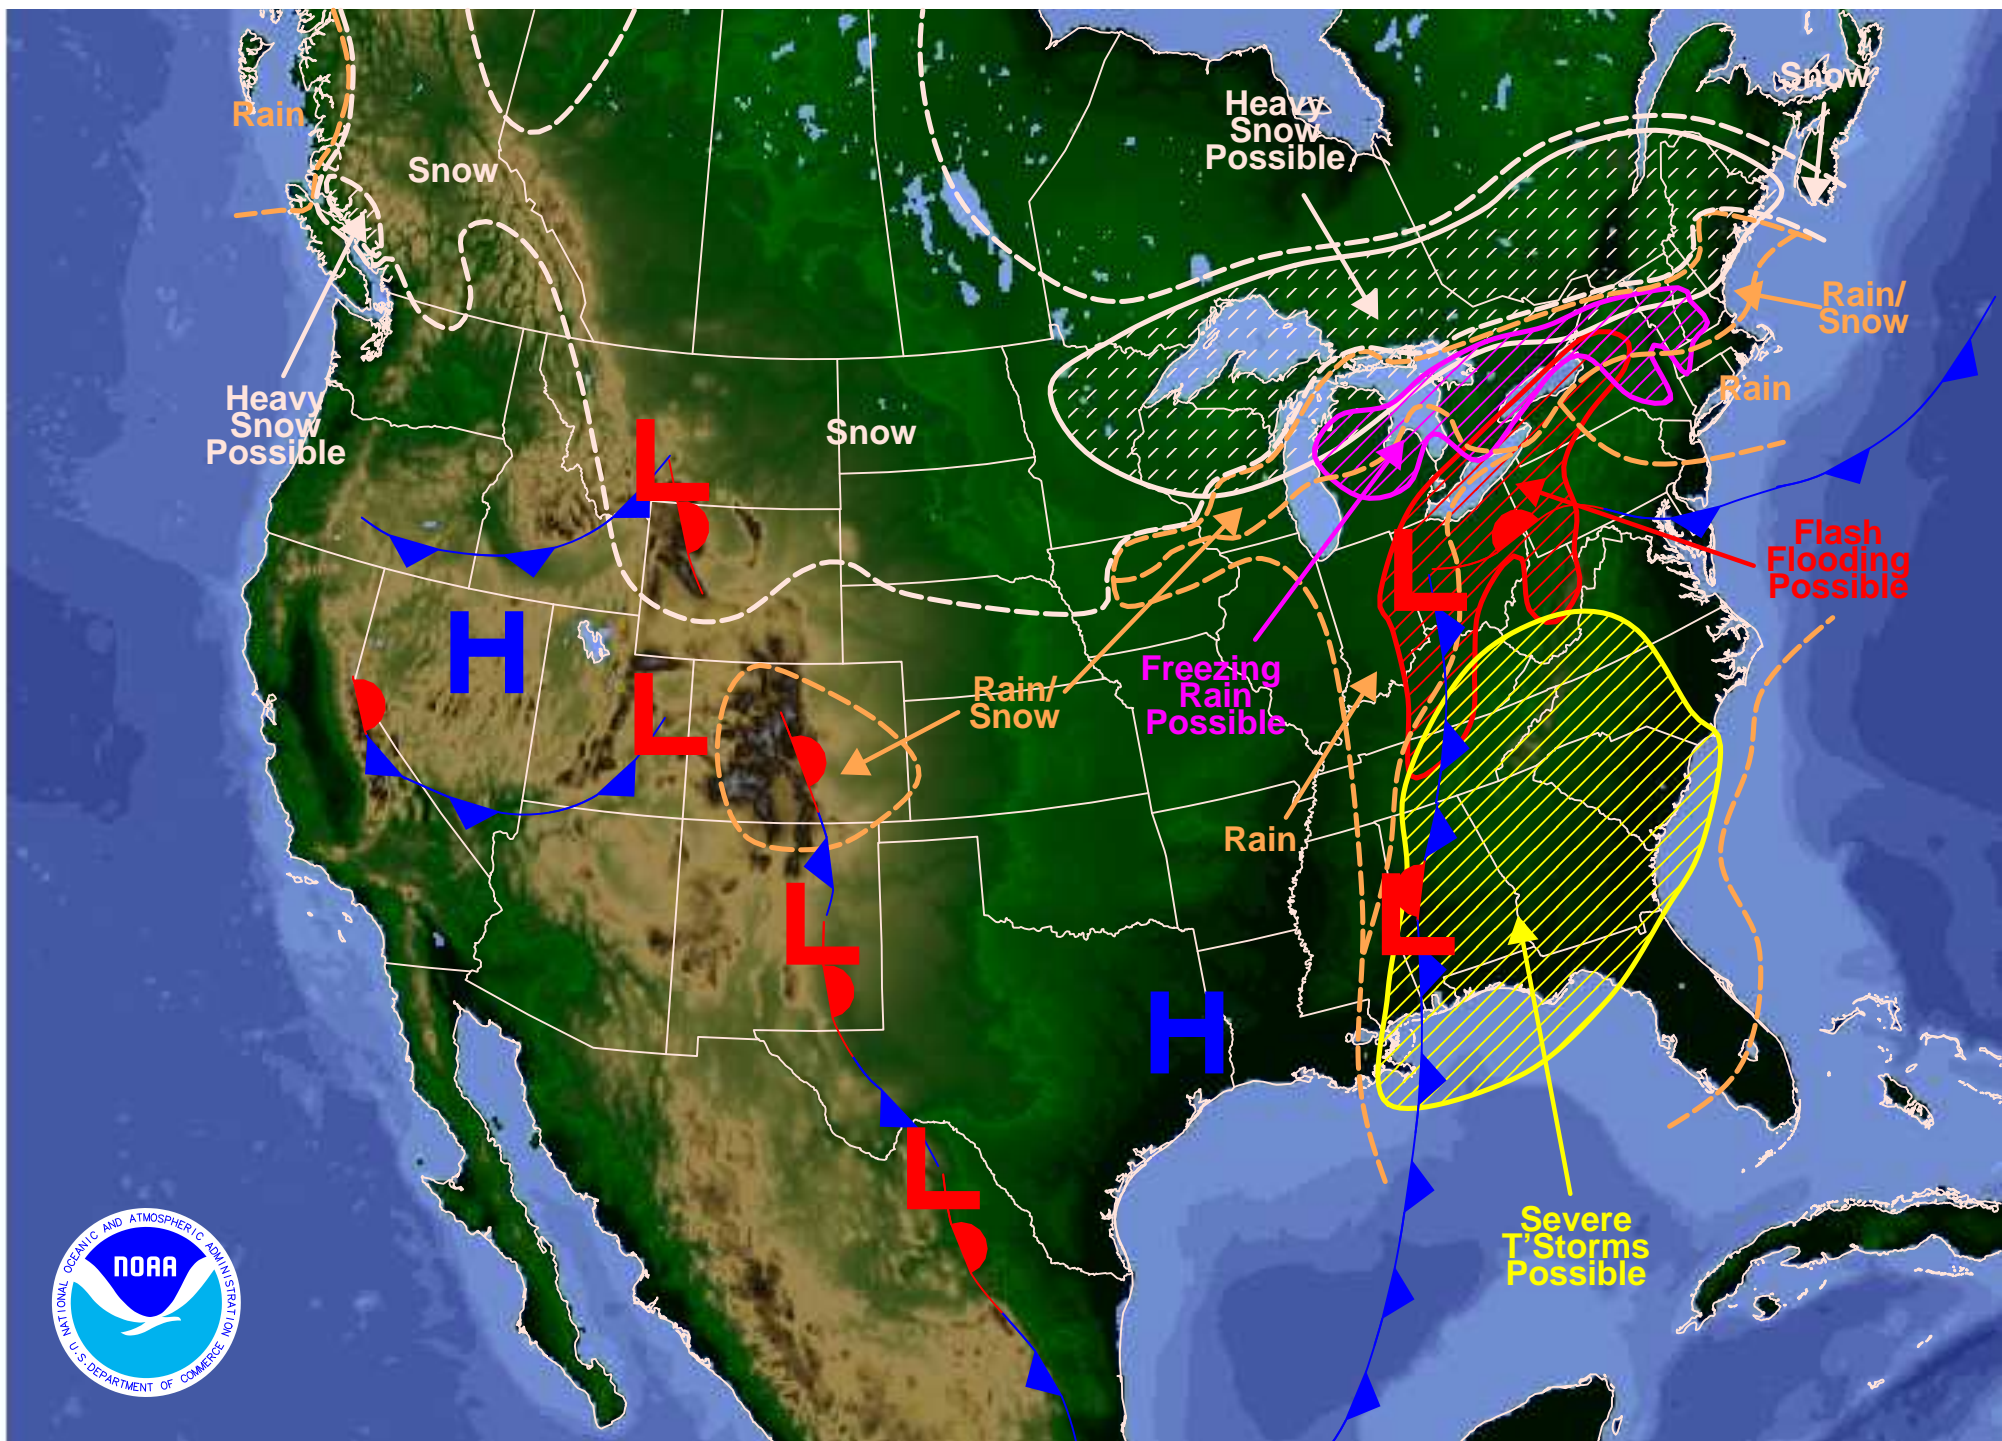 Snow
Rain
Heavy
Snow
Possible
Snow
Rain/
Snow
Heavy
Snow
Possible
Rain
L
Snow
Flash
Flooding
Possible
L
H
Freezing
Rain
Possible
Rain/
Snow
L
Rain
L
L
H
L
Severe
T'Storms
Possible
NOAA
NATIONAL OCEANIC AND ATMOSPHERIC ADMINISTRATION
U.S. DEPARTMENT OF COMMERCE